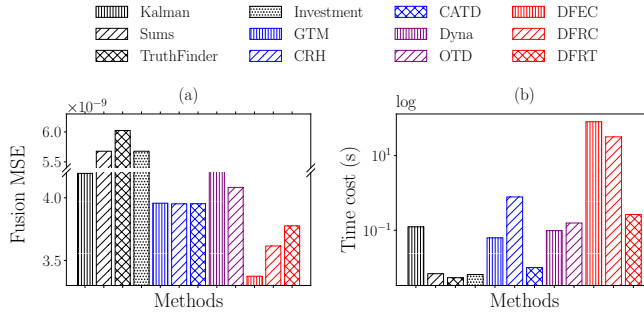 Kalman Investment CATD DFEC
Sums GTM Dyna DFRC
TruthFinder CRH OTD DFRT
(a) (b)
×10⁻⁹ log
Fusion MSE
6.0
5.5
4.0
3.5
Methods
Time cost (s)
10¹
10⁻¹
Methods